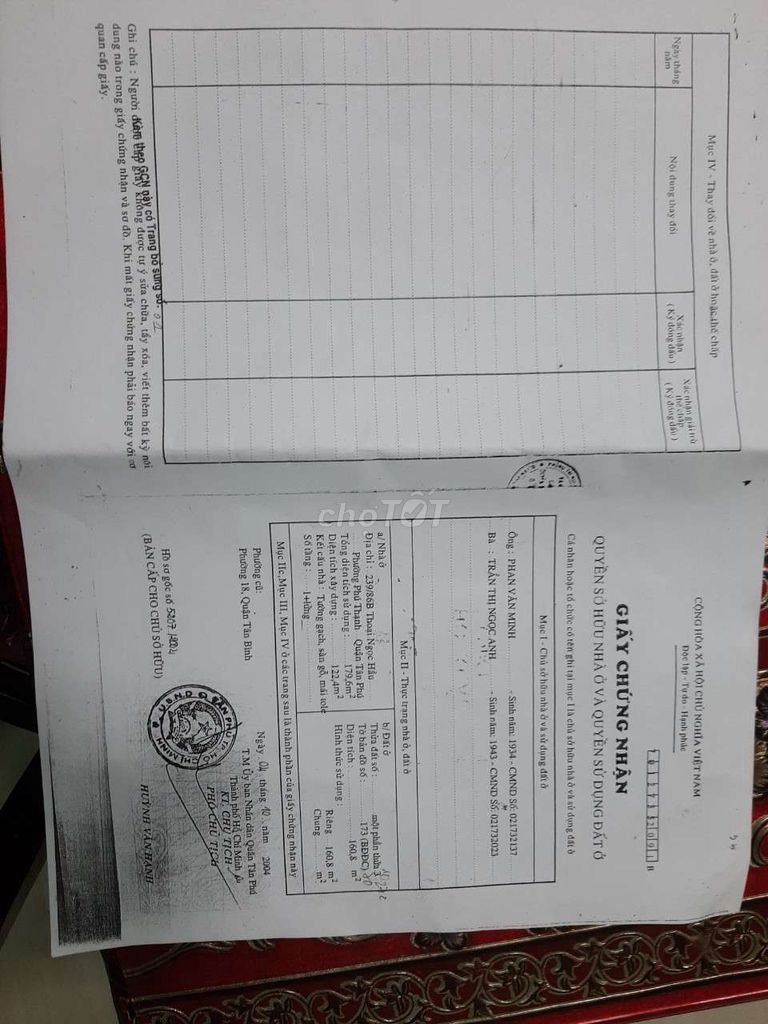 CỘNG HÒA XÃ HỘI CHỦ NGHĨA VIỆT NAM
Độc lập - Tự do - Hạnh phúc
GIẤY CHỨNG NHẬN
QUYỀN SỞ HỮU NHÀ Ở VÀ QUYỀN SỬ DỤNG ĐẤT Ở
Cá nhân hoặc tổ chức có tên ghi tại mục I là chủ sở hữu nhà ở và sử dụng đất ở
Mục I - Chủ sở hữu nhà ở và sử dụng đất ở
Ông : PHAN VĂN MINH - Sinh năm: 1934 - CMND Số: 021732137
Bà : TRẦN THỊ NGỌC ANH - Sinh năm: 1943 - CMND Số: 021732023
Mục II - Thực trạng nhà ở, đất ở
a/ Nhà ở
Địa chỉ : 239/86B Thoại Ngọc Hầu
Phường Phú Thạnh Quận Tân Phú
Tổng diện tích sử dụng : 179,6m²
Diện tích xây dựng : 122,4m²
Kết cấu nhà : Tường gạch, sàn gỗ, mái tole
Số tầng : 1+lửng
b/ Đất ở
Thửa đất số : một phần thửa
Tờ bản đồ số : 173 (BĐĐC)
Diện tích : 160,8 m²
Hình thức sử dụng :
Riêng 160,8 m²
Chung m²
Mục IIc, Mục III, Mục IV ở các trang sau là thành phần của giấy chứng nhận này
Phường cũ:
Phường 18, Quận Tân Bình
Ngày 04 tháng 10 năm 2004
T.M Ủy ban Nhân dân Quận Tân Phú
Thành phố Hồ Chí Minh
KT. CHỦ TỊCH
PHÓ CHỦ TỊCH
HUỲNH VĂN HẠNH
Hồ sơ gốc số 5307 /2004
(BẢN CẤP CHO CHỦ SỞ HỮU)
Mục IV - Thay đổi về nhà ở, đất ở hoặc thế chấp
Ngày tháng năm
Nội dung thay đổi
Xác nhận
(Ký đóng dấu)
Xác nhận giải trừ
thế chấp
(Ký đóng dấu)
Kèm theo GCN này có Trang bổ sung số: 01
Ghi chú : Người được cấp giấy không được tự ý sửa chữa, tẩy xóa, viết thêm bất kỳ nội
dung nào trong giấy chứng nhận và sơ đồ. Khi mất giấy chứng nhận phải báo ngay với cơ
quan cấp giấy.
chợTỐT